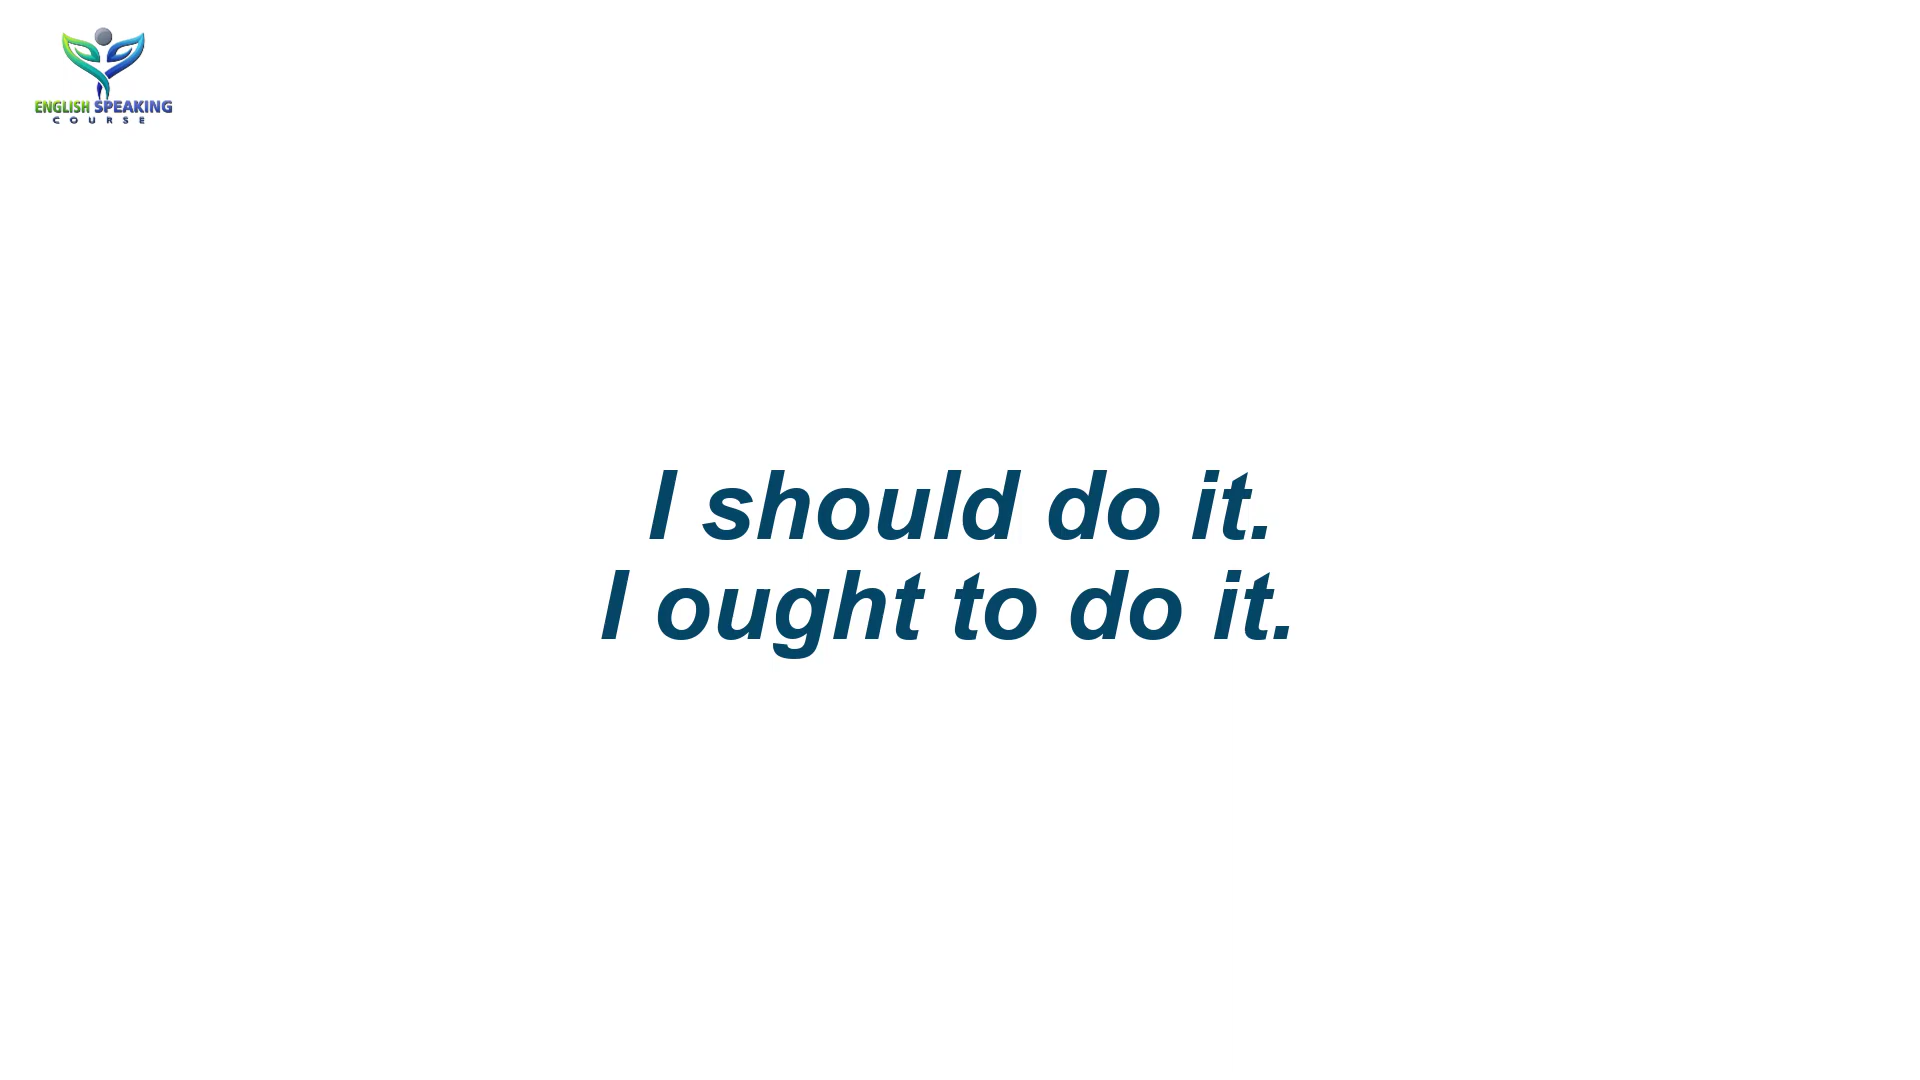 ENGLISH SPEAKING
COURSE
I should do it.
I ought to do it.